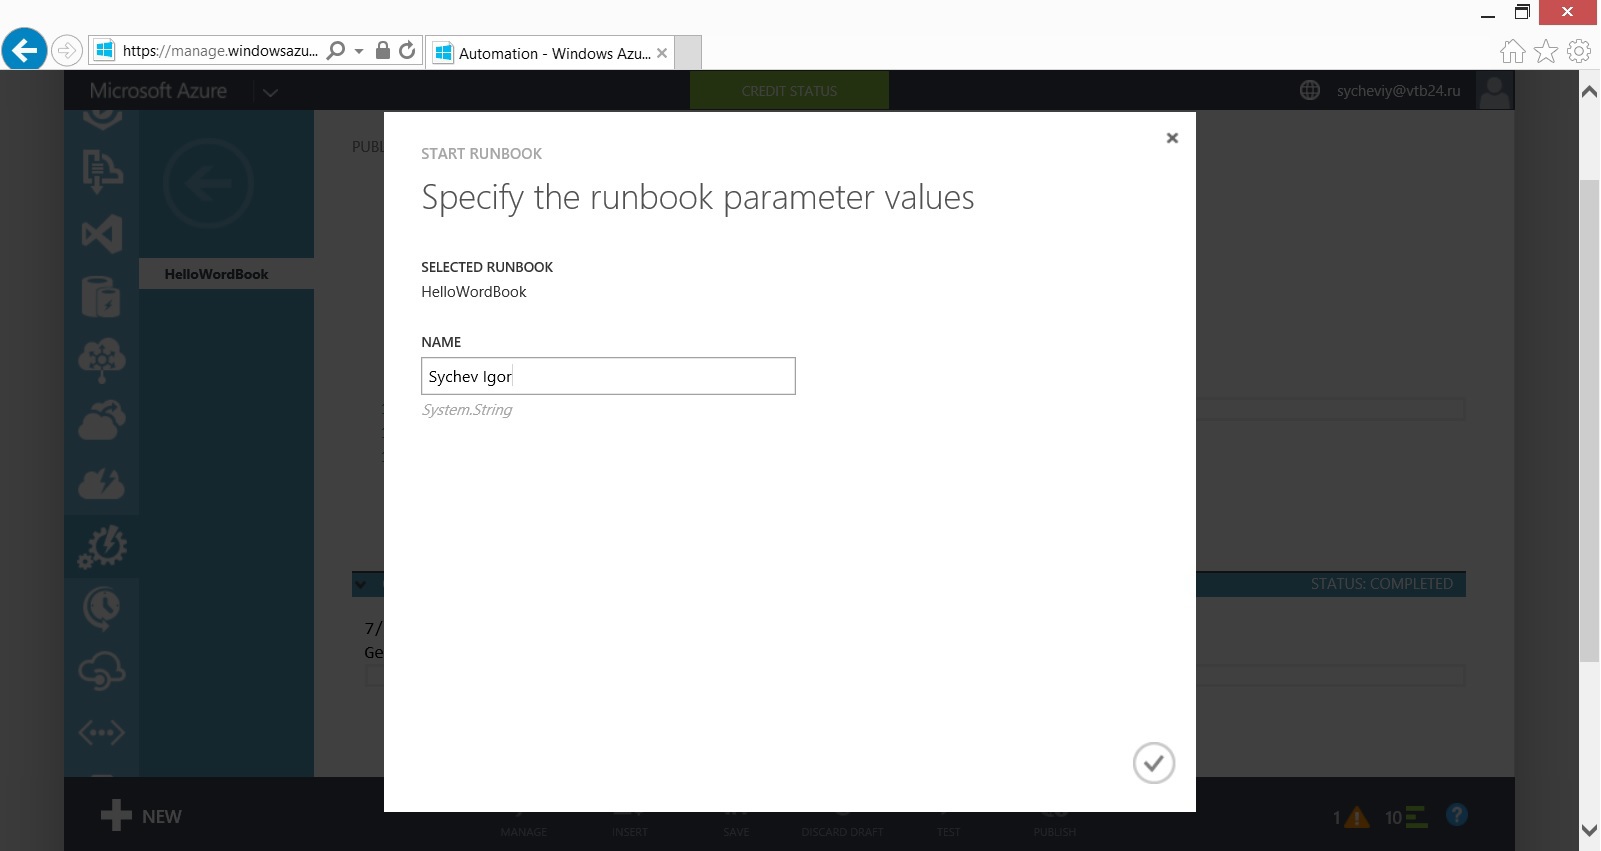 https://manage.windowsazu...
Automation - Windows Azu...
Microsoft Azure
CREDIT STATUS
sycheviy@vtb24.ru
PUBL
START RUNBOOK
Specify the runbook parameter values
HelloWordBook
SELECTED RUNBOOK
HelloWordBook
NAME
Sychev Igor
System.String
STATUS: COMPLETED
7/
Ge
NEW
MANAGE
INSERT
SAVE
DISCARD DRAFT
TEST
PUBLISH
1
10
?